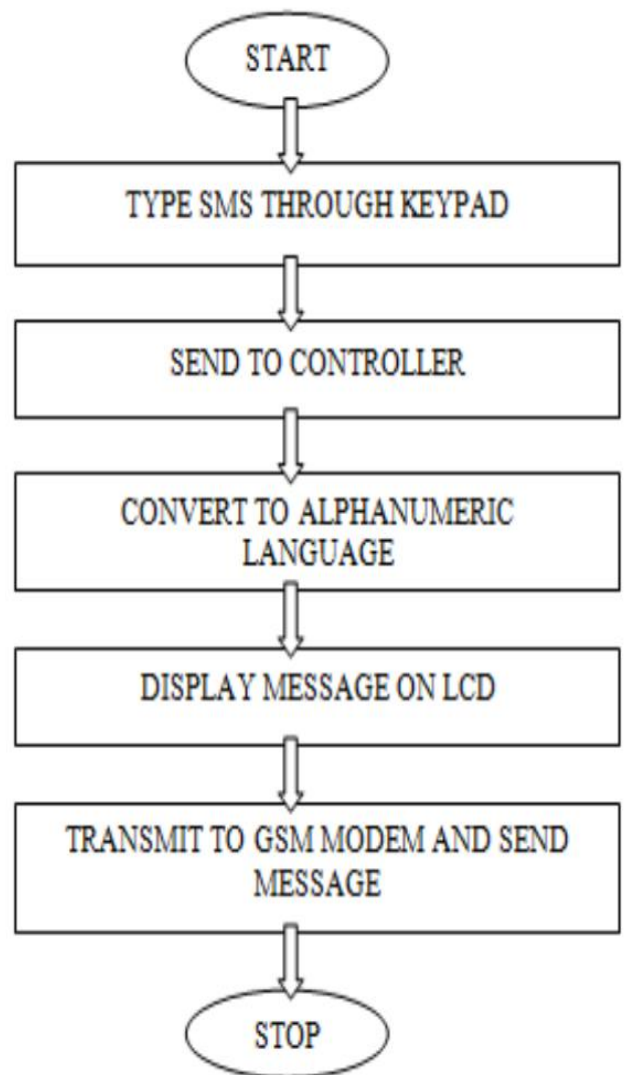 START
TYPE SMS THROUGH KEYPAD
SEND TO CONTROLLER
CONVERT TO ALPHANUMERIC
LANGUAGE
DISPLAY MESSAGE ON LCD
TRANSMIT TO GSM MODEM AND SEND
MESSAGE
STOP